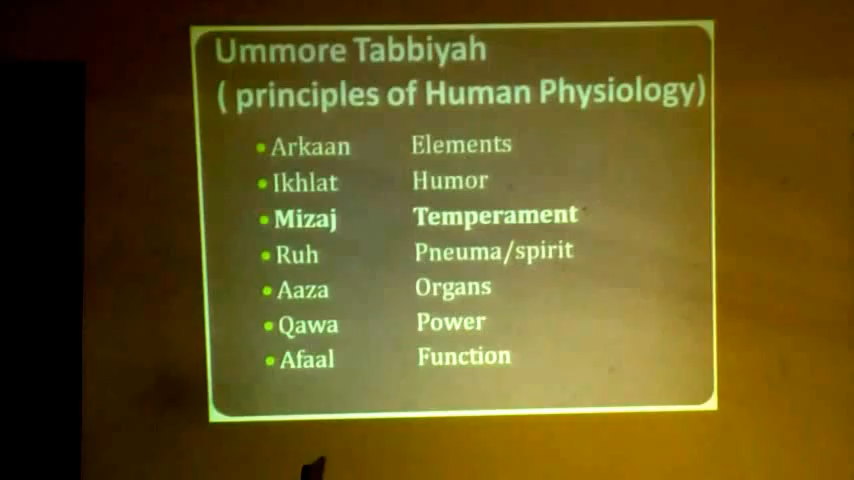 Ummore Tabbiyah
( principles of Human Physiology)
• Arkaan Elements
• Ikhlat Humor
• Mizaj Temperament
• Ruh Pneuma/spirit
• Aaza Organs
• Qawa Power
• Afaal Function